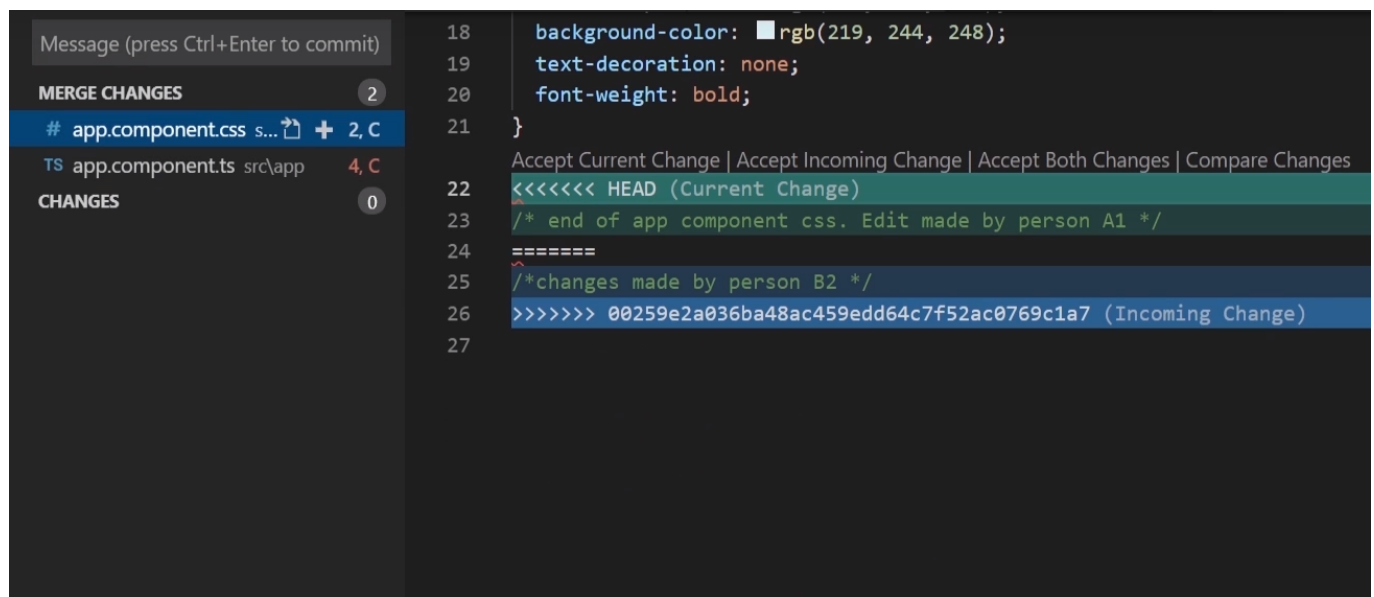 Message (press Ctrl+Enter to commit)
MERGE CHANGES 2
# app.component.css s... 2, C
TS app.component.ts src\app 4, C
CHANGES 0
18 background-color: rgb(219, 244, 248);
19 text-decoration: none;
20 font-weight: bold;
21 }
Accept Current Change | Accept Incoming Change | Accept Both Changes | Compare Changes
22 <<<<<<< HEAD (Current Change)
23 /* end of app component css. Edit made by person A1 */
24 =======
25 /*changes made by person B2 */
26 >>>>>>> 00259e2a036ba48ac459edd64c7f52ac0769c1a7 (Incoming Change)
27